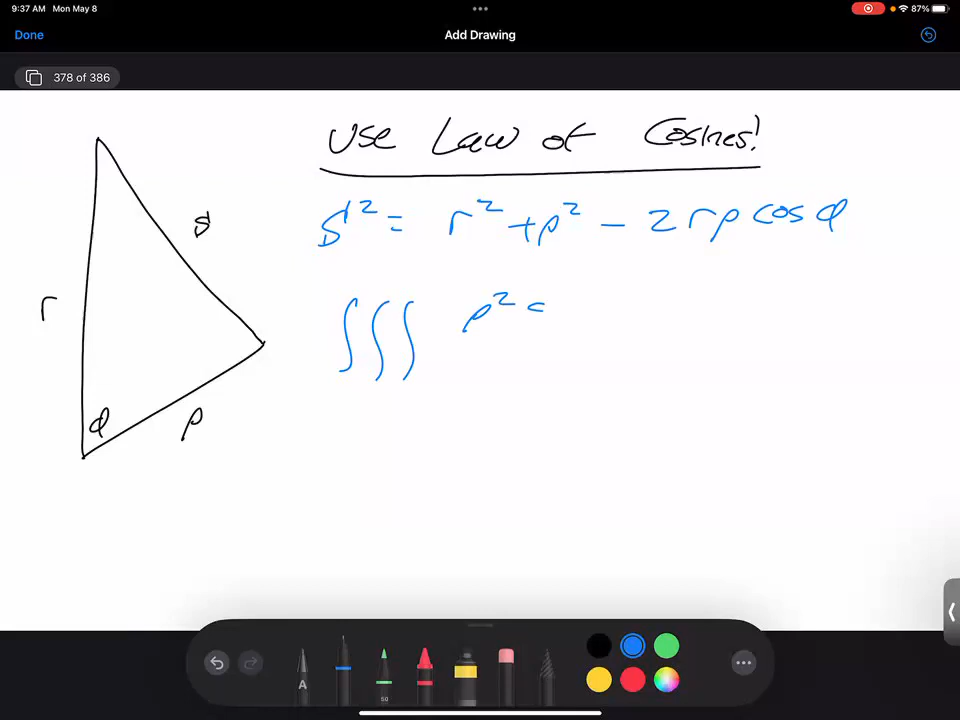 9:37 AM Mon May 8
87%
Done
Add Drawing
378 of 386
Use Law of Cosines!
s² = r² + ρ² - 2rρ cos φ
s
r
∫∫∫ ρ² =
φ
ρ
A
80